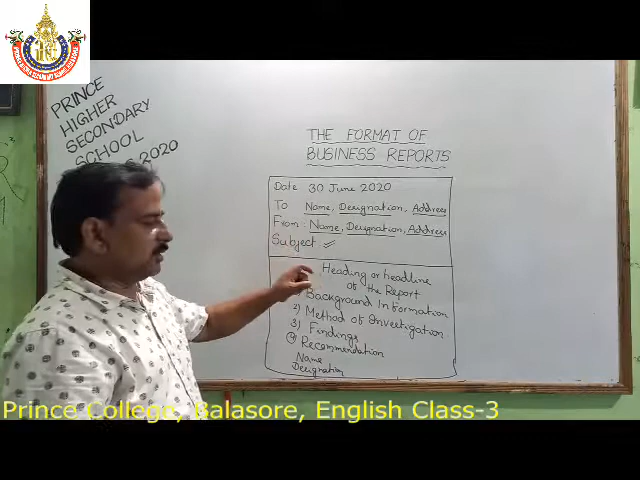 PRINCE
HIGHER
SECONDARY
SCHOOL
2020
THE FORMAT OF
BUSINESS REPORTS
Date 30 June 2020
To Name, Designation, Address
From: Name, Designation, Address
Subject:
Heading or headline
of the Report
Background Information
2) Method of Investigation
3) Findings
4) Recommendation
Name
Designation
Prince College, Balasore, English Class-3